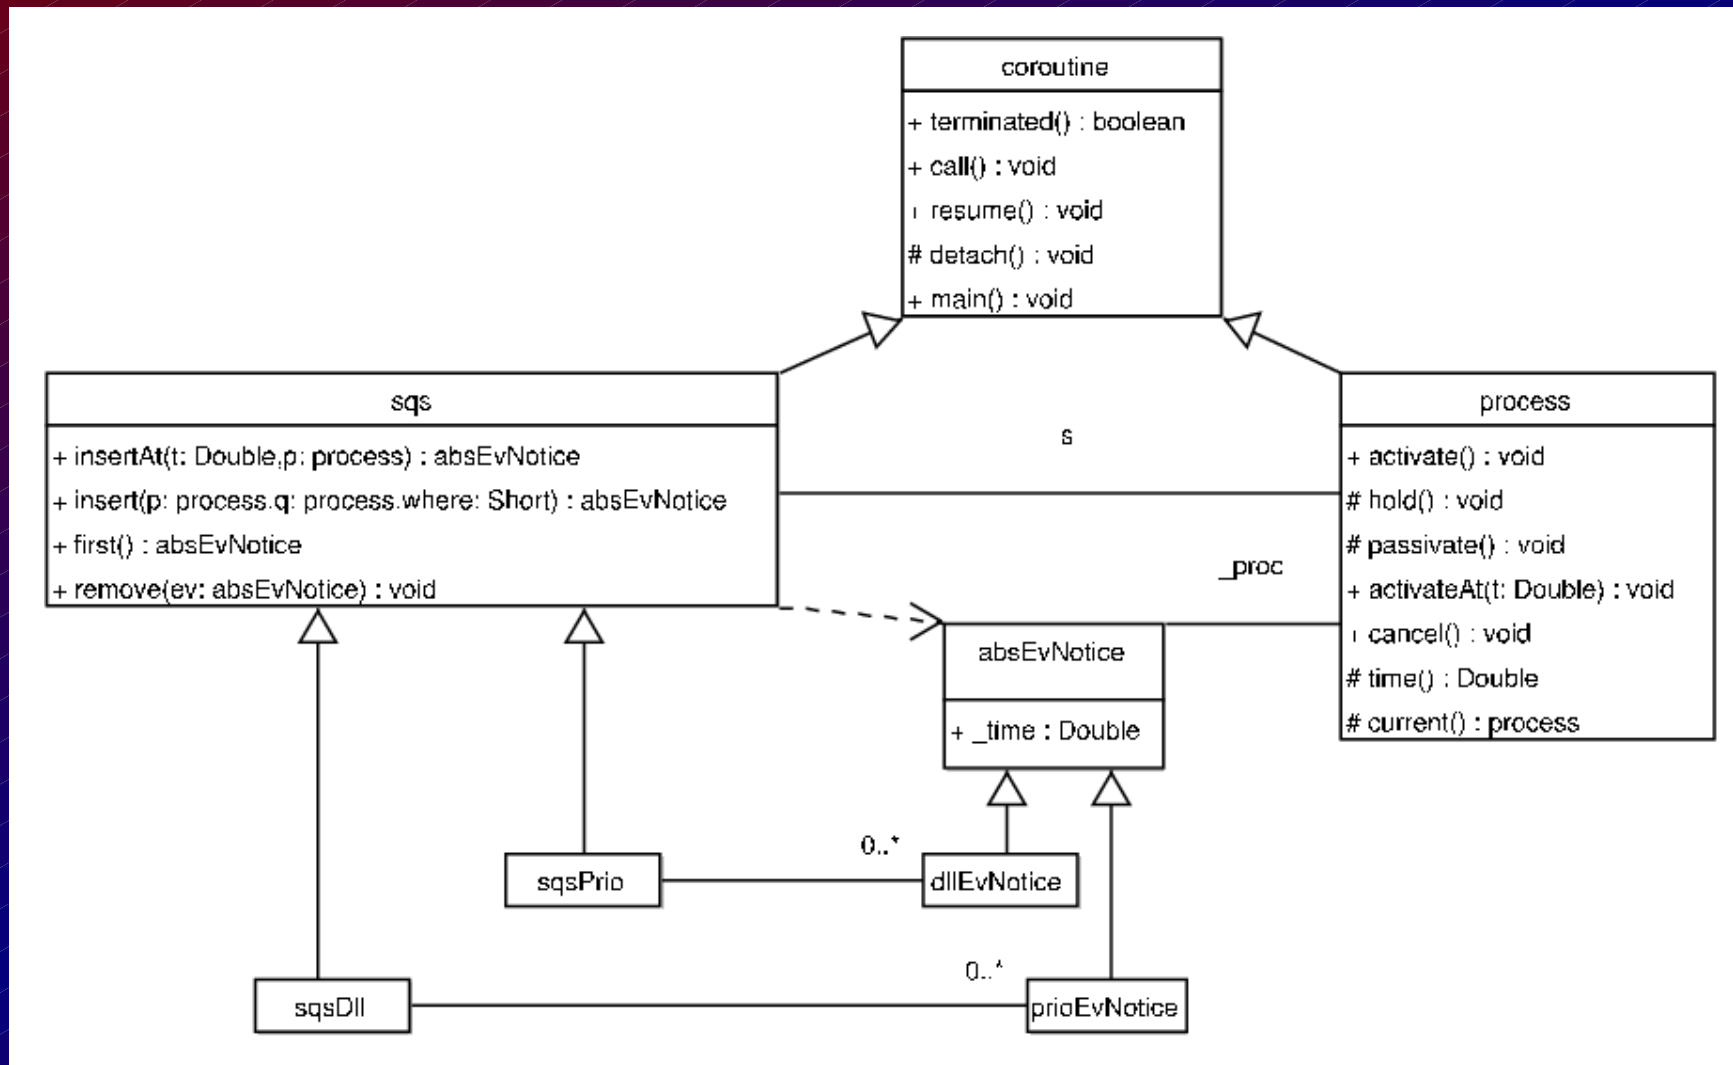 coroutine
+ terminated() : boolean
+ call() : void
+ resume() : void
# detach() : void
+ main() : void
sqs
+ insertAt(t: Double,p: process) : absEvNotice
+ insert(p: process.q: process.where: Short) : absEvNotice
+ first() : absEvNotice
+ remove(ev: absEvNotice) : void
s
_proc
process
+ activate() : void
# hold() : void
# passivate() : void
+ activateAt(t: Double) : void
+ cancel() : void
# time() : Double
# current() : process
absEvNotice
+ _time : Double
sqsPrio
0..*
dllEvNotice
sqsDll
0..*
prioEvNotice